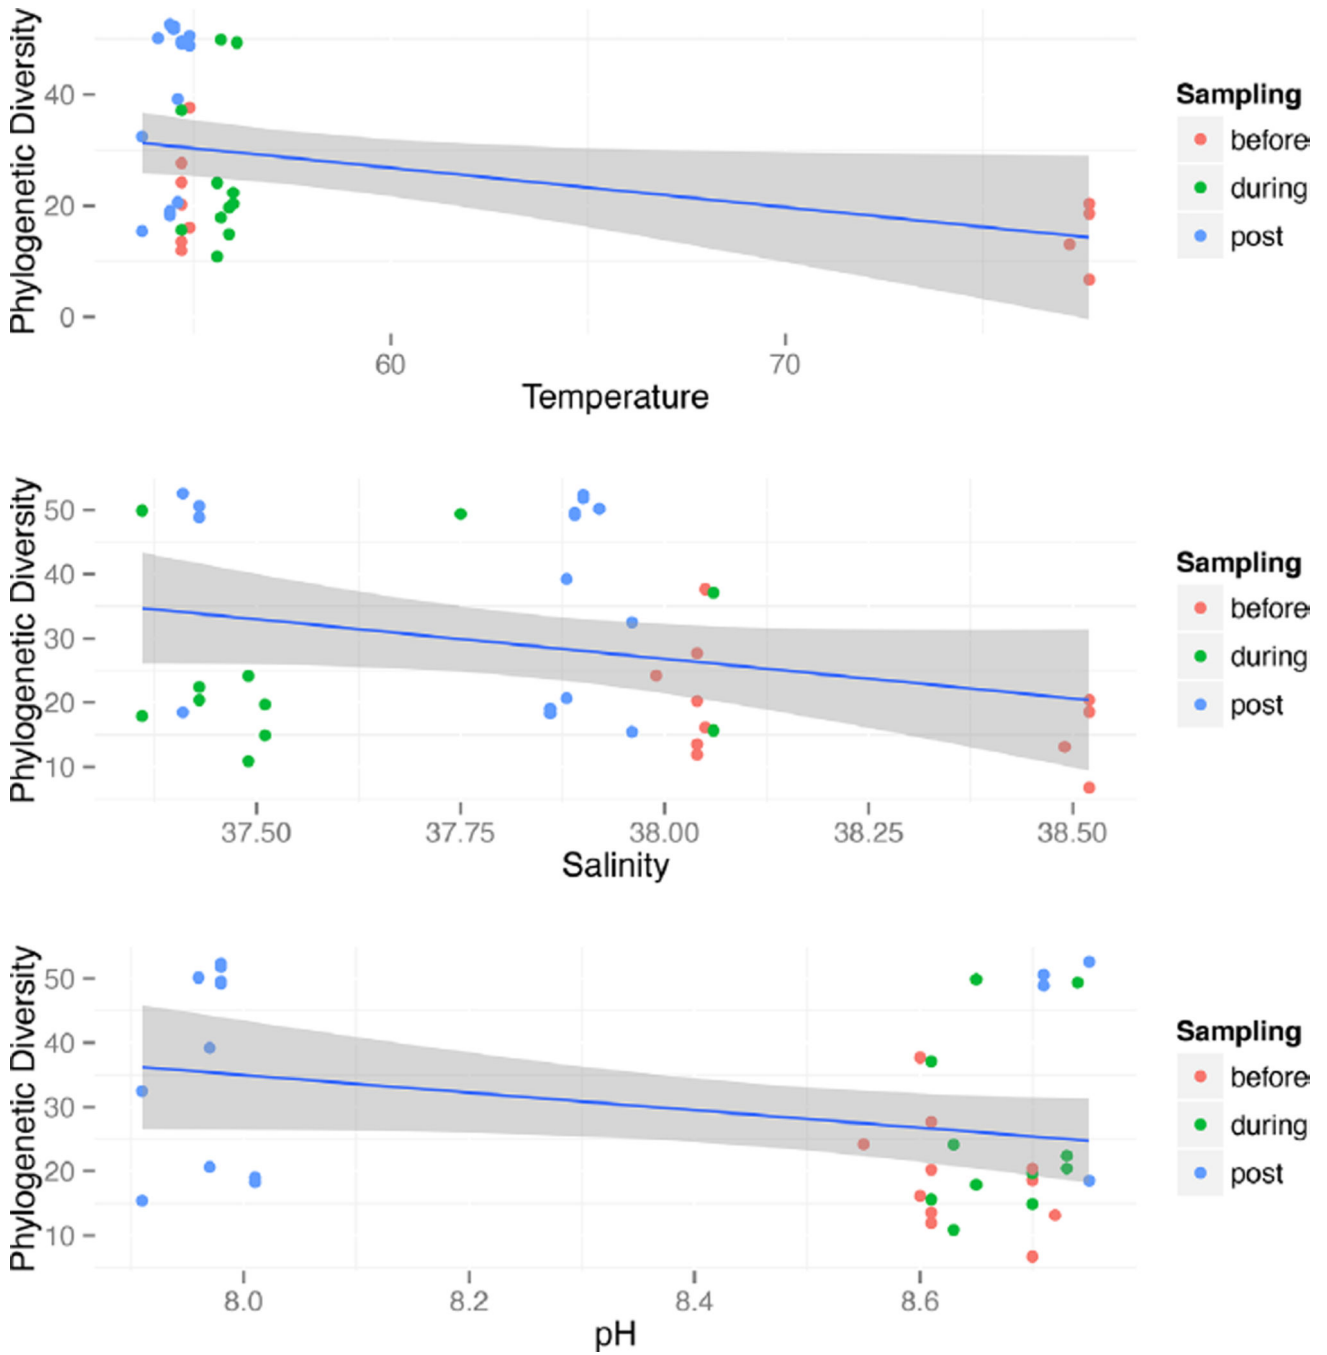 Phylogenetic Diversity
40
20
0
60 70
Temperature
Sampling
before
during
post
Phylogenetic Diversity
50
40
30
20
10
37.50 37.75 38.00 38.25 38.50
Salinity
Sampling
before
during
post
Phylogenetic Diversity
50
40
30
20
10
8.0 8.2 8.4 8.6
pH
Sampling
before
during
post